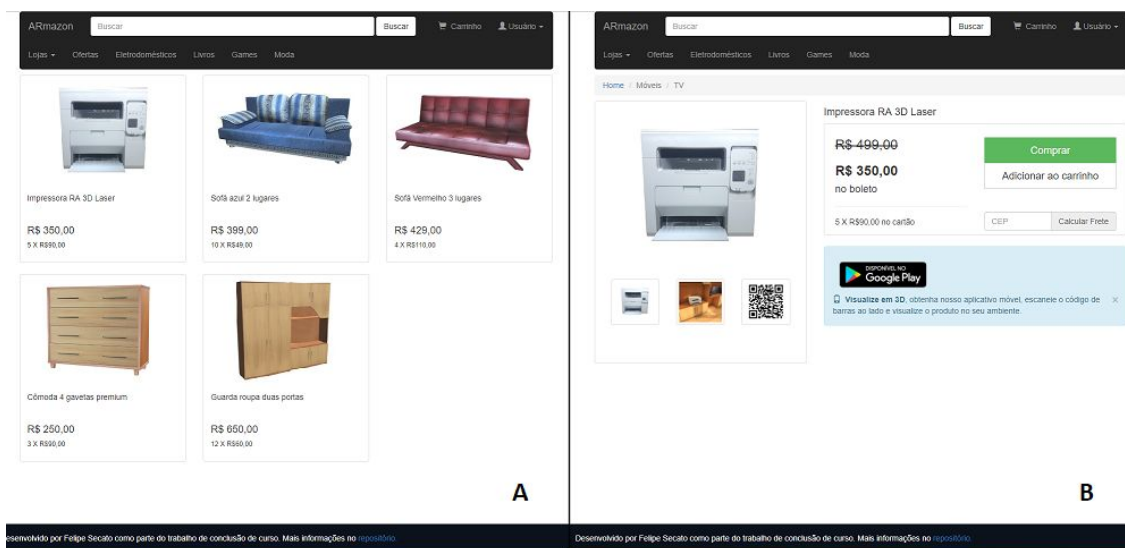 ARmazon Buscar Buscar Carrinho Usuário
Lojas Ofertas Eletrodomésticos Livros Games Moda
Impressora RA 3D Laser
R$ 350,00
5 X R$90,00
Sofá azul 2 lugares
R$ 399,00
10 X R$49,00
Sofá Vermelho 3 lugares
R$ 429,00
4 X R$110,00
Cômoda 4 gavetas premium
R$ 250,00
3 X R$90,00
Guarda roupa duas portas
R$ 650,00
12 X R$60,00
A
esenvolvido por Felipe Secato como parte do trabalho de conclusão de curso. Mais informações no repositório.
ARmazon Buscar Buscar Carrinho Usuário
Lojas Ofertas Eletrodomésticos Livros Games Moda
Home / Móveis / TV
Impressora RA 3D Laser
R$ 499,00
R$ 350,00
no boleto
5 X R$90,00 no cartão
Comprar
Adicionar ao carrinho
CEP Calcular Frete
DISPONÍVEL NO
Google Play
Visualize em 3D, obtenha nosso aplicativo móvel, escaneie o código de
barras ao lado e visualize o produto no seu ambiente.
B
Desenvolvido por Felipe Secato como parte do trabalho de conclusão de curso. Mais informações no repositório.